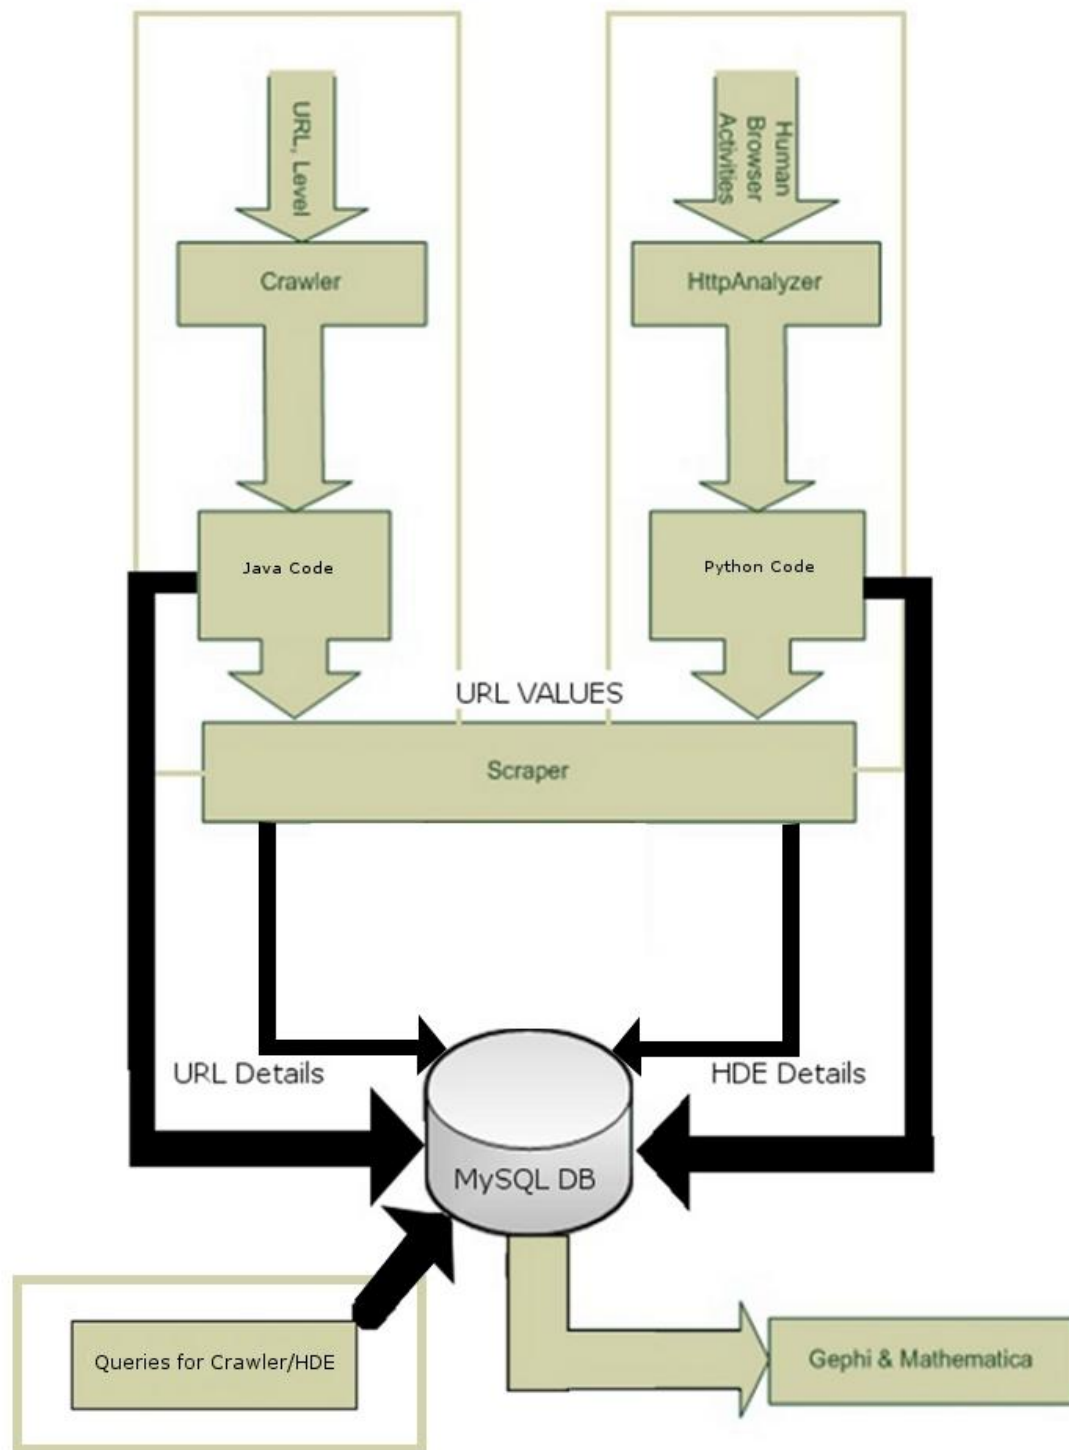 URL, Level
Human
Browser
Activities
Crawler
HttpAnalyzer
Java Code
Python Code
URL VALUES
Scraper
URL Details
HDE Details
MySQL DB
Queries for Crawler/HDE
Gephi & Mathematica